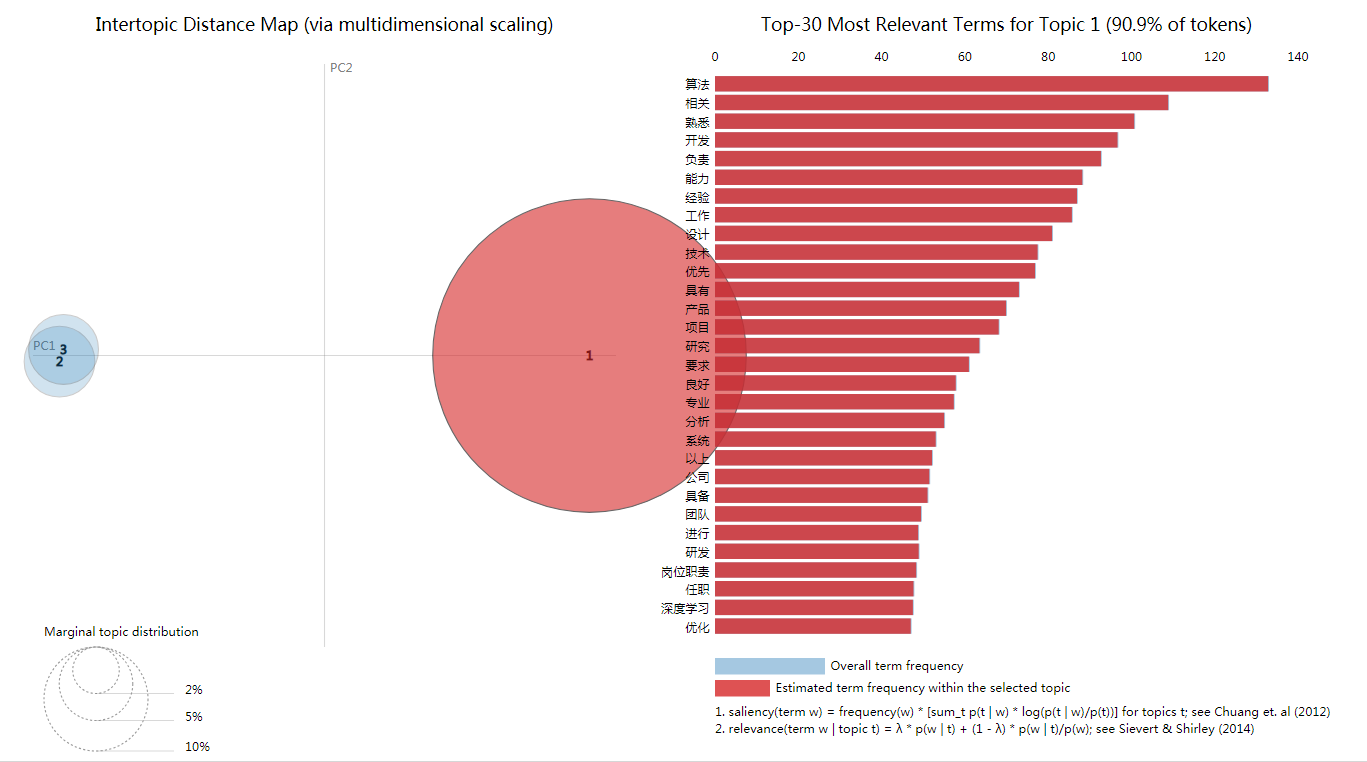 Intertopic Distance Map (via multidimensional scaling)
PC2
PC1
3
2
1
Marginal topic distribution
2%
5%
10%
Top-30 Most Relevant Terms for Topic 1 (90.9% of tokens)
0 20 40 60 80 100 120 140
算法
相关
熟悉
开发
负责
能力
经验
工作
设计
技术
优先
具有
产品
项目
研究
要求
良好
专业
分析
系统
以上
公司
具备
团队
进行
研发
岗位职责
任职
深度学习
优化
Overall term frequency
Estimated term frequency within the selected topic
1. saliency(term w) = frequency(w) * [sum_t p(t | w) * log(p(t | w)/p(t))] for topics t; see Chuang et. al (2012)
2. relevance(term w | topic t) = λ * p(w | t) + (1 - λ) * p(w | t)/p(w); see Sievert & Shirley (2014)